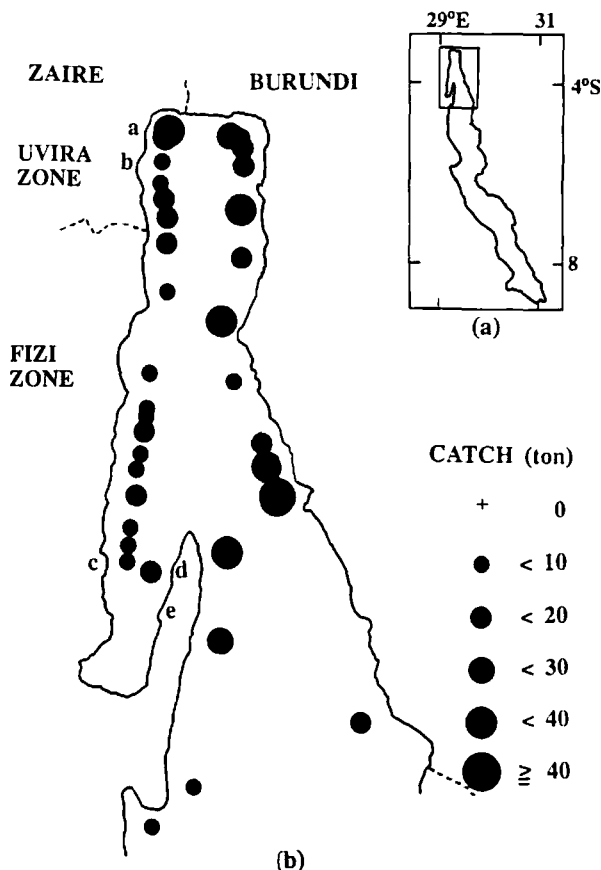 29°E 31
4°S
8
(a)
ZAIRE BURUNDI
a
UVIRA
ZONE
b
FIZI
ZONE
c
d
e
CATCH (ton)
+ 0
< 10
< 20
< 30
< 40
≧ 40
(b)